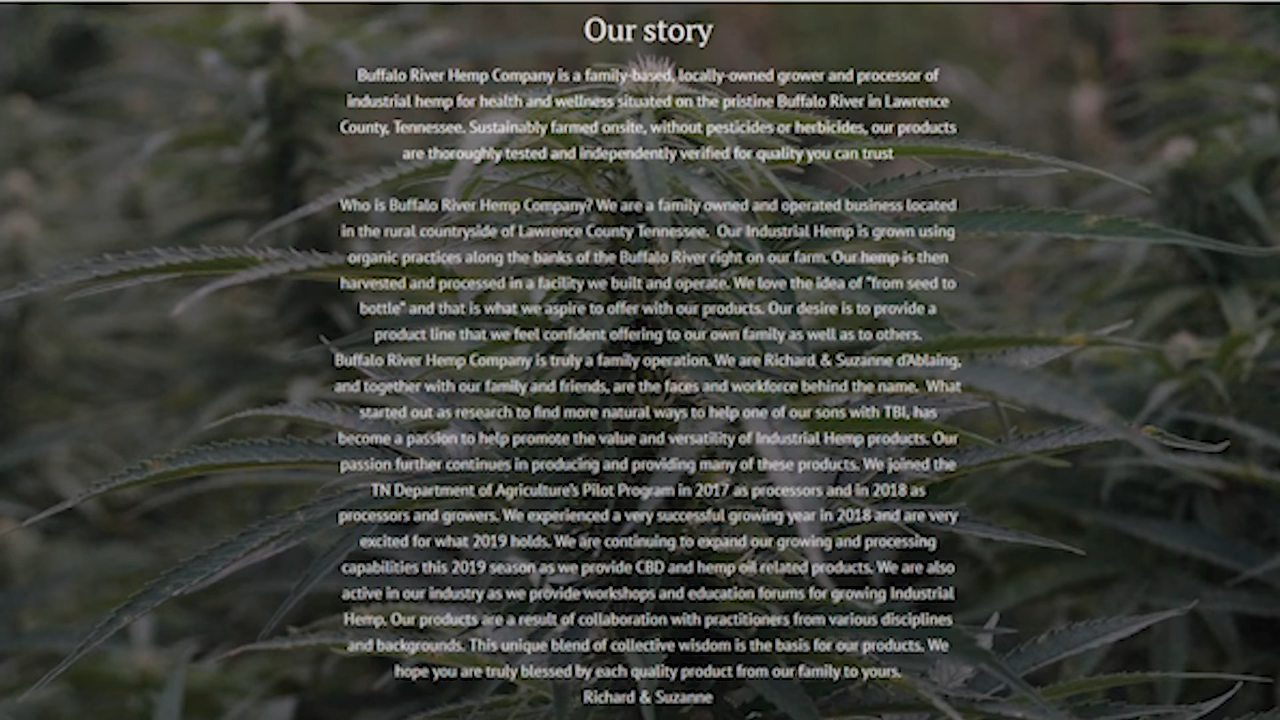 Our story
Buffalo River Hemp Company is a family-based, locally-owned grower and processor of
industrial hemp for health and wellness situated on the pristine Buffalo River in Lawrence
County, Tennessee. Sustainably farmed onsite, without pesticides or herbicides, our products
are thoroughly tested and independently verified for quality you can trust
Who is Buffalo River Hemp Company? We are a family owned and operated business located
in the rural countryside of Lawrence County Tennessee. Our Industrial Hemp is grown using
organic practices along the banks of the Buffalo River right on our farm. Our hemp is then
harvested and processed in a facility we built and operate. We love the idea of "from seed to
bottle" and that is what we aspire to offer with our products. Our desire is to provide a
product line that we feel confident offering to our own family as well as to others.
Buffalo River Hemp Company is truly a family operation. We are Richard & Suzanne d'Ablaing,
and together with our family and friends, are the faces and workforce behind the name. What
started out as research to find more natural ways to help one of our sons with TBI, has
become a passion to help promote the value and versatility of Industrial Hemp products. Our
passion further continues in producing and providing many of these products. We joined the
TN Department of Agriculture's Pilot Program in 2017 as processors and in 2018 as
processors and growers. We experienced a very successful growing year in 2018 and are very
excited for what 2019 holds. We are continuing to expand our growing and processing
capabilities this 2019 season as we provide CBD and hemp oil related products. We are also
active in our industry as we provide workshops and education forums for growing Industrial
Hemp. Our products are a result of collaboration with practitioners from various disciplines
and backgrounds. This unique blend of collective wisdom is the basis for our products. We
hope you are truly blessed by each quality product from our family to yours.
Richard & Suzanne